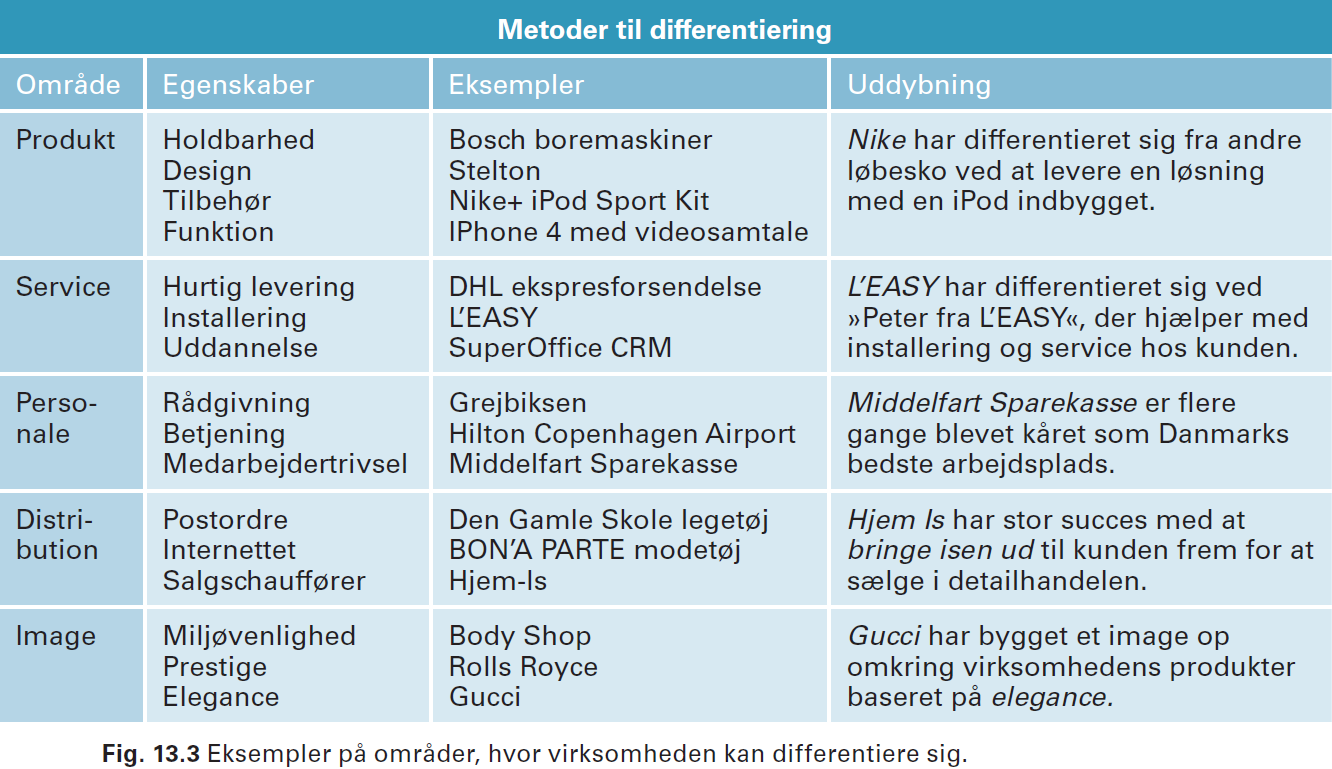 Metoder til differentiering
Område Egenskaber Eksempler Uddybning
Produkt
Holdbarhed
Design
Tilbehør
Funktion
Bosch boremaskiner
Stelton
Nike+ iPod Sport Kit
IPhone 4 med videosamtale
Nike har differentieret sig fra andre
løbesko ved at levere en løsning
med en iPod indbygget.
Service
Hurtig levering
Installering
Uddannelse
DHL ekspresforsendelse
L’EASY
SuperOffice CRM
L’EASY har differentieret sig ved
»Peter fra L’EASY«, der hjælper med
installering og service hos kunden.
Perso-
nale
Rådgivning
Betjening
Medarbejdertrivsel
Grejbiksen
Hilton Copenhagen Airport
Middelfart Sparekasse
Middelfart Sparekasse er flere
gange blevet kåret som Danmarks
bedste arbejdsplads.
Distri-
bution
Postordre
Internettet
Salgschauffører
Den Gamle Skole legetøj
BON’A PARTE modetøj
Hjem-Is
Hjem Is har stor succes med at
bringe isen ud til kunden frem for at
sælge i detailhandelen.
Image
Miljøvenlighed
Prestige
Elegance
Body Shop
Rolls Royce
Gucci
Gucci har bygget et image op
omkring virksomhedens produkter
baseret på elegance.
Fig. 13.3 Eksempler på områder, hvor virksomheden kan differentiere sig.